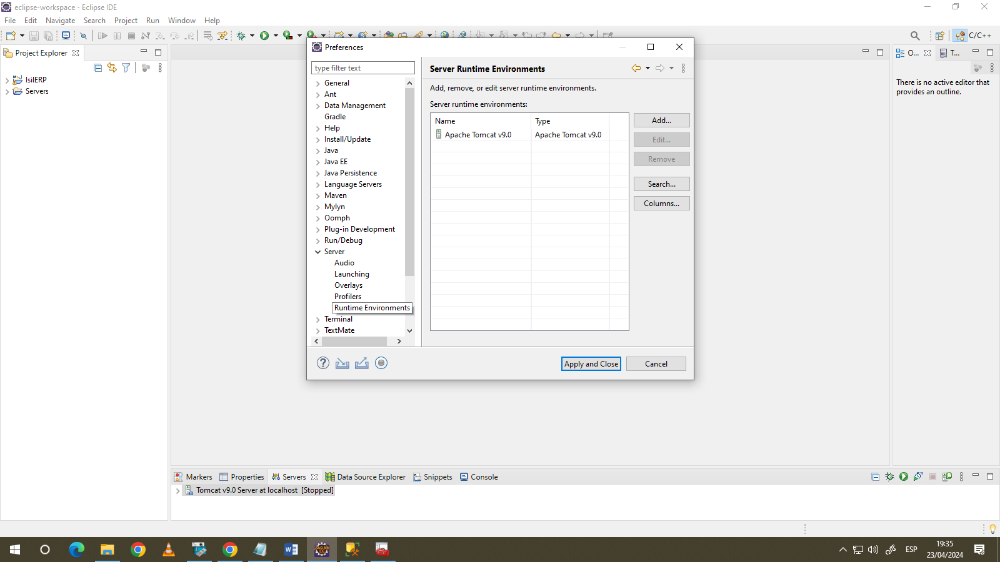 eclipse-workspace - Eclipse IDE
File Edit Navigate Search Project Run Window Help
C/C++
Project Explorer
IsilERP
Servers
Preferences
type filter text
General
Ant
Data Management
Gradle
Help
Install/Update
Java
Java EE
Java Persistence
Language Servers
Maven
Mylyn
Oomph
Plug-in Development
Run/Debug
Server
Audio
Launching
Overlays
Profilers
Runtime Environments
Terminal
TextMate
Server Runtime Environments
Add, remove, or edit server runtime environments.
Server runtime environments:
Name Type
Apache Tomcat v9.0 Apache Tomcat v9.0
Add...
Edit...
Remove
Search...
Columns...
Apply and Close Cancel
O... T...
There is no active editor that
provides an outline.
Markers Properties Servers Data Source Explorer Snippets Console
Tomcat v9.0 Server at localhost [Stopped]
ESP
19:35
23/04/2024